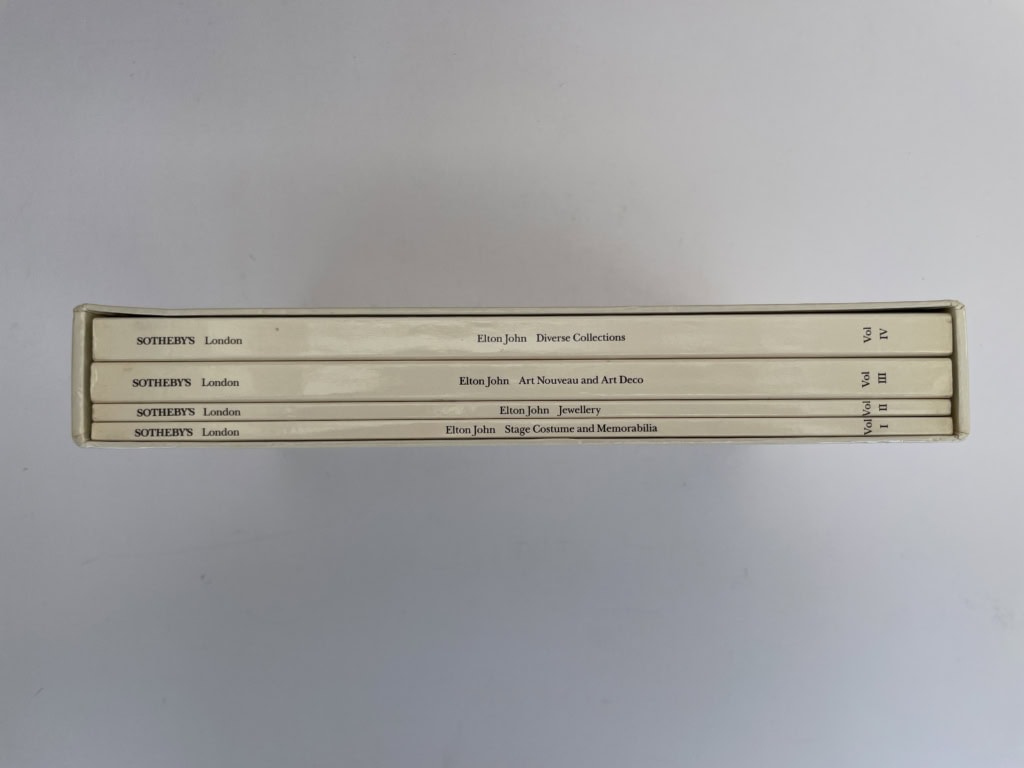 SOTHEBY'S London Elton John Diverse Collections Vol IV
SOTHEBY'S London Elton John Art Nouveau and Art Deco Vol III
SOTHEBY'S London Elton John Jewellery Vol II
SOTHEBY'S London Elton John Stage Costume and Memorabilia Vol I